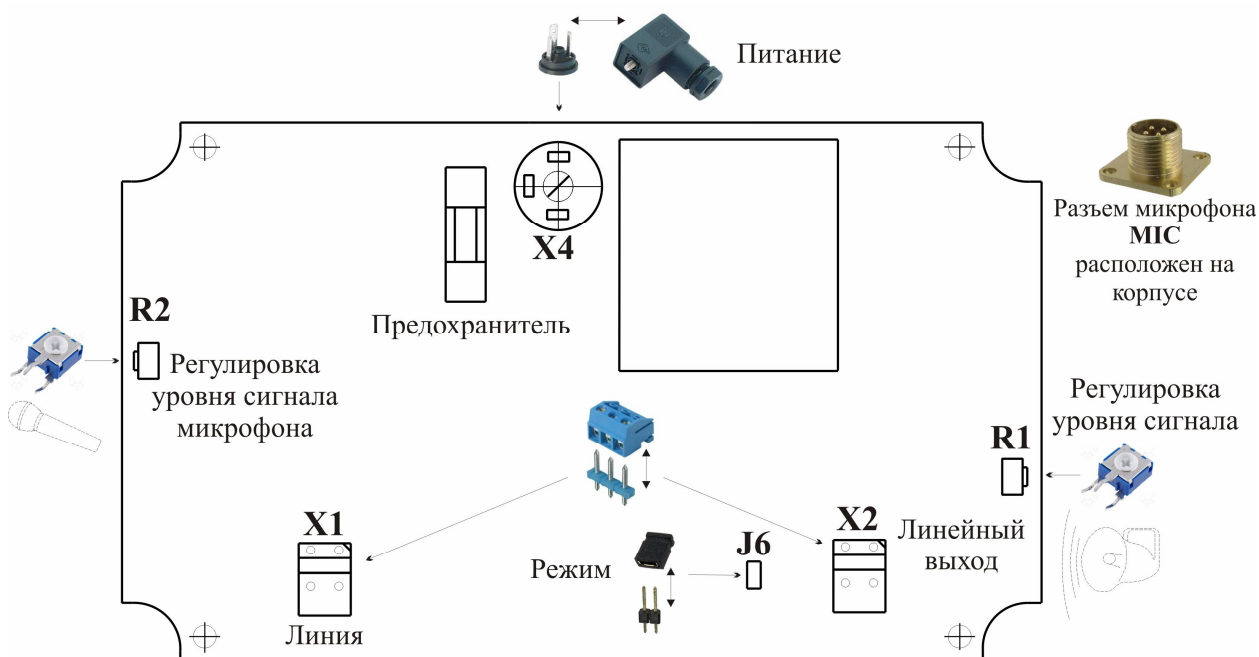 Питание
Разъем микрофона
MIC
расположен на
корпусе
X4
Предохранитель
R2
Регулировка
уровня сигнала
микрофона
Регулировка
уровня сигнала
R1
X1
Линия
Режим
J6
X2
Линейный
выход